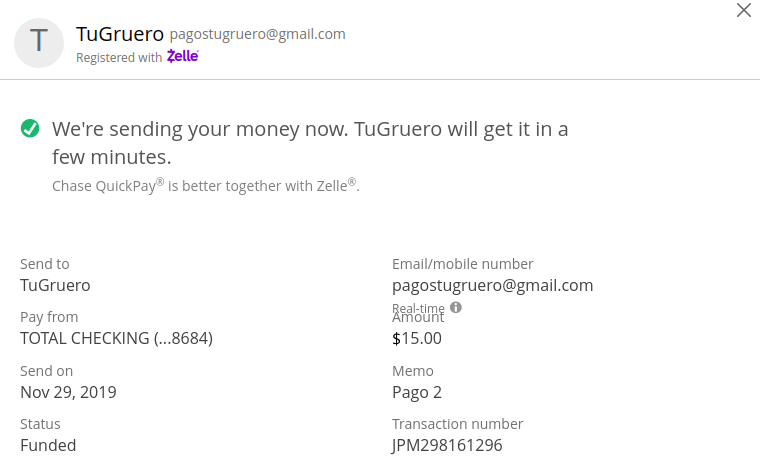 T
TuGruero pagostugruero@gmail.com
Registered with Zelle®
We're sending your money now. TuGruero will get it in a
few minutes.
Chase QuickPay® is better together with Zelle®.
Send to
TuGruero
Email/mobile number
pagostugruero@gmail.com
Real-time
Pay from
TOTAL CHECKING (...8684)
Amount
$15.00
Send on
Nov 29, 2019
Memo
Pago 2
Status
Funded
Transaction number
JPM298161296